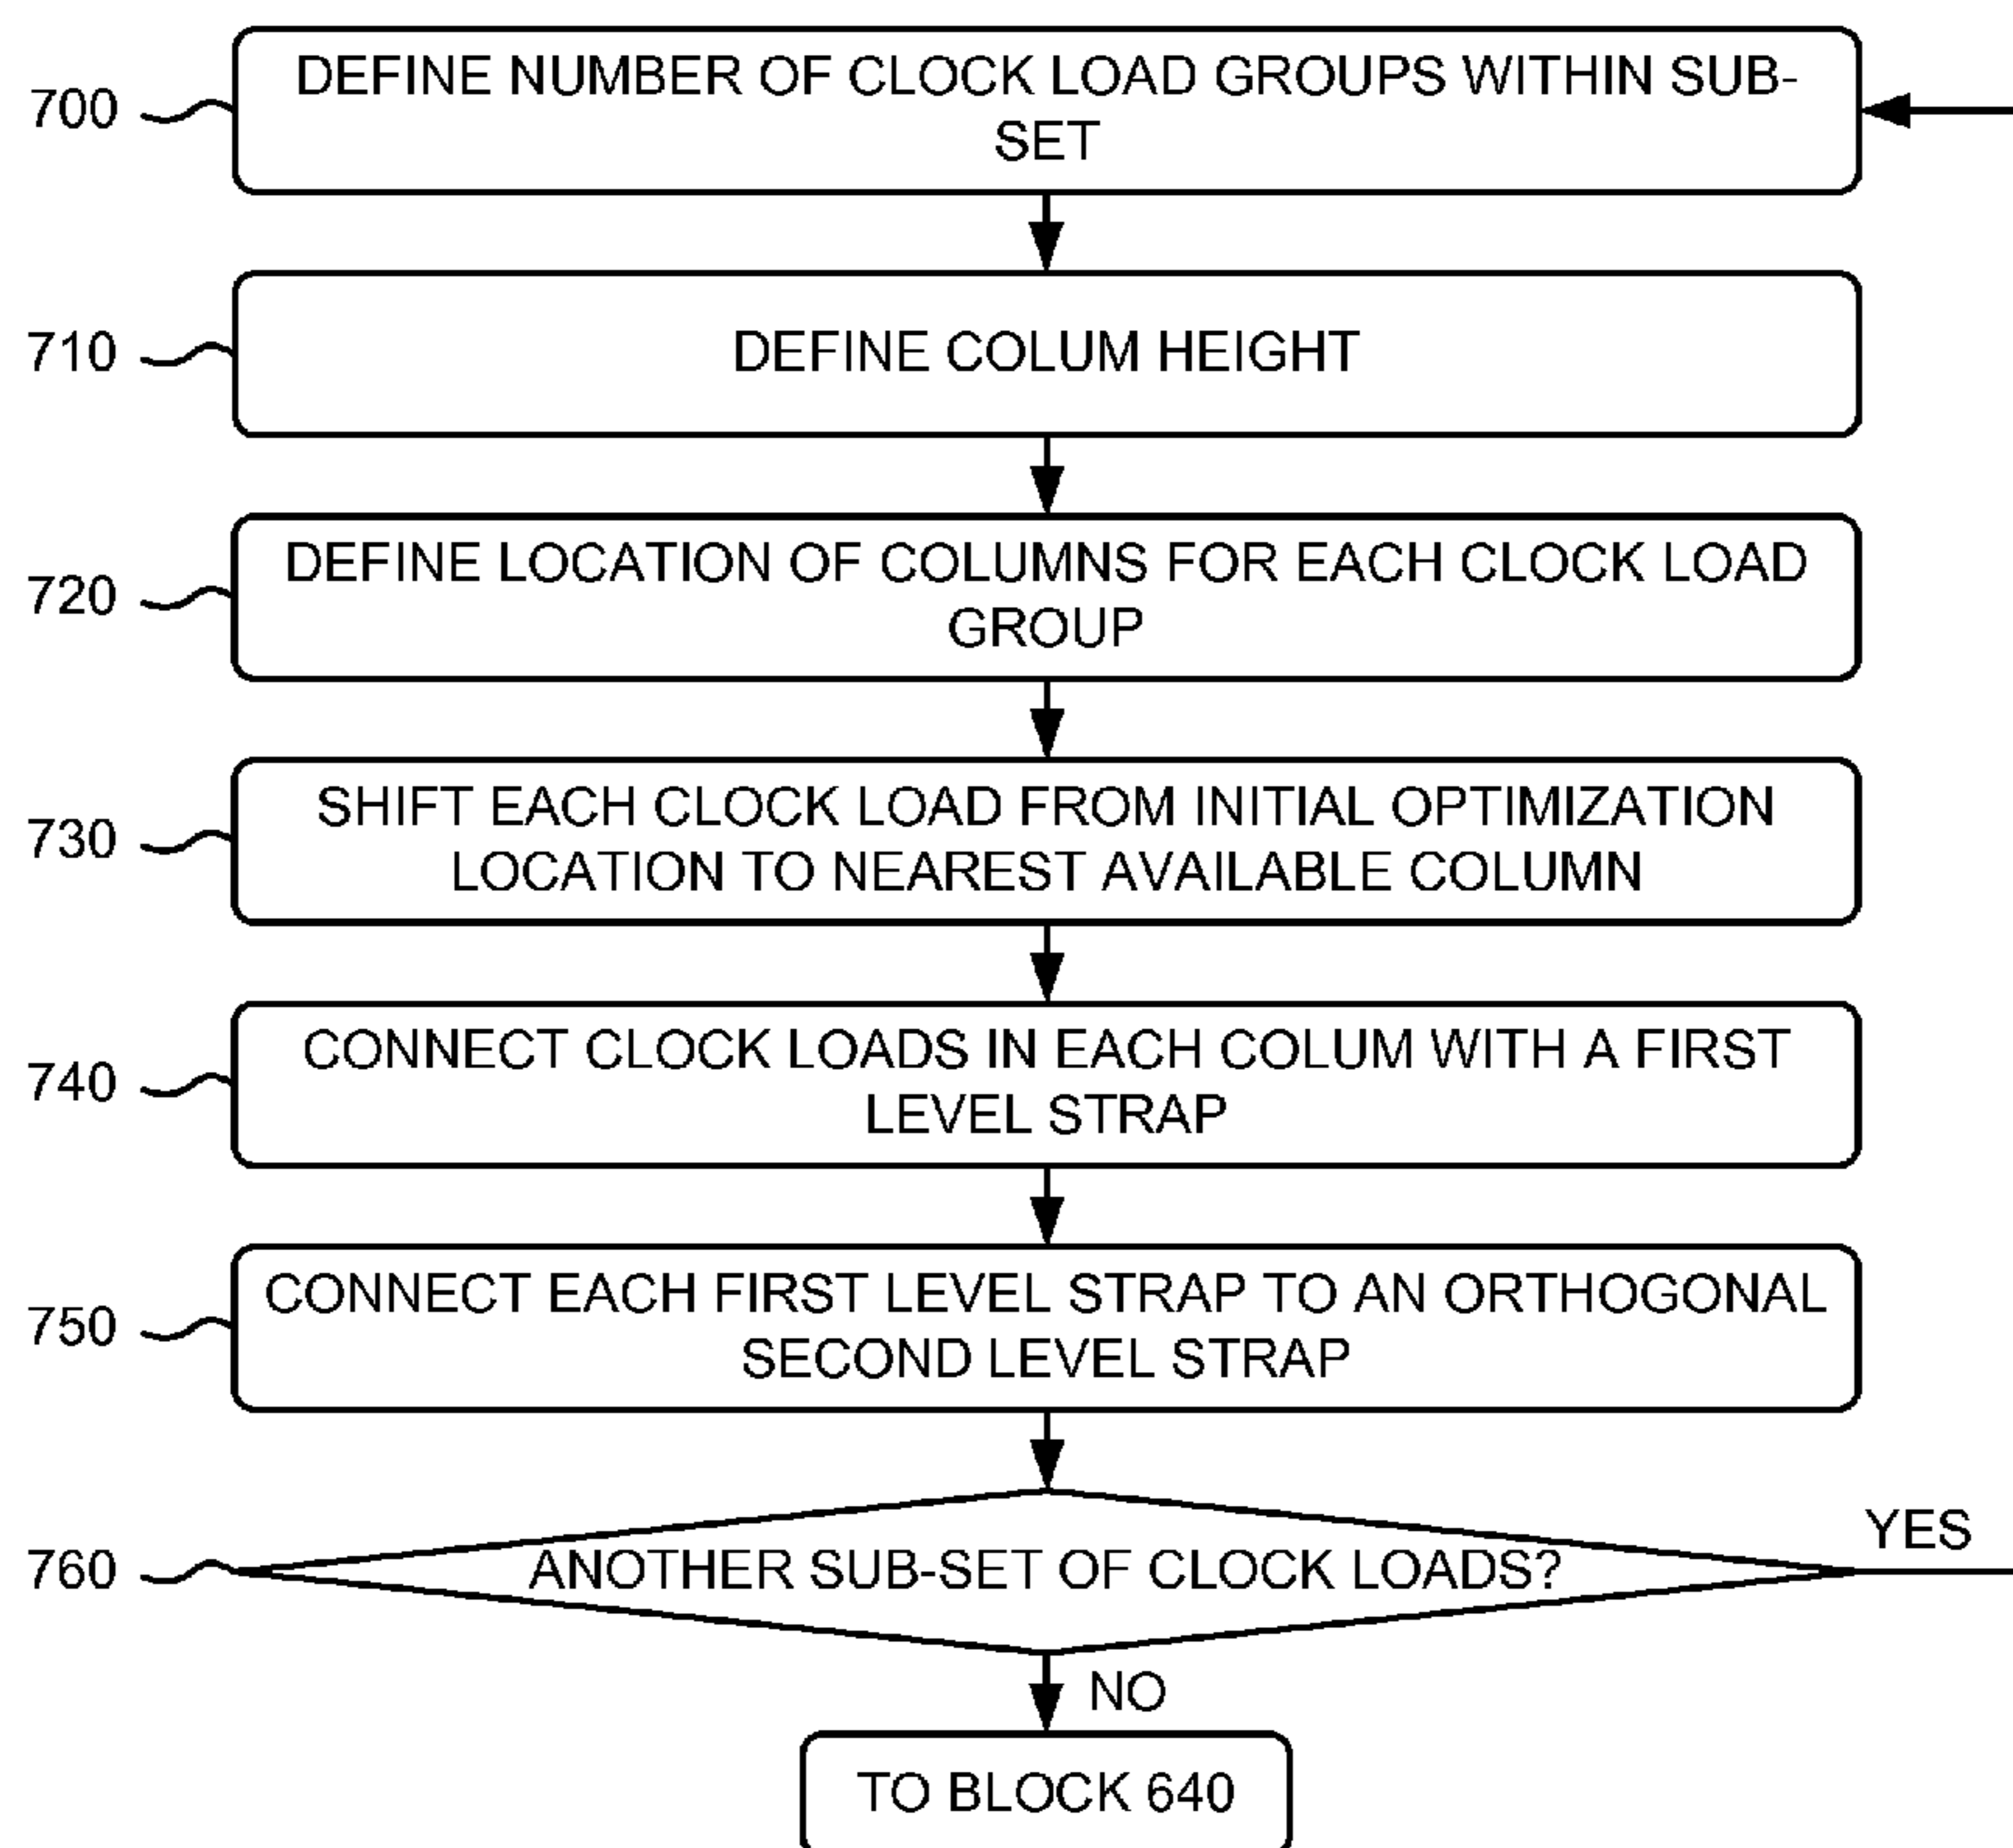 700
DEFINE NUMBER OF CLOCK LOAD GROUPS WITHIN SUB-
SET
710
DEFINE COLUM HEIGHT
720
DEFINE LOCATION OF COLUMNS FOR EACH CLOCK LOAD
GROUP
730
SHIFT EACH CLOCK LOAD FROM INITIAL OPTIMIZATION
LOCATION TO NEAREST AVAILABLE COLUMN
740
CONNECT CLOCK LOADS IN EACH COLUM WITH A FIRST
LEVEL STRAP
750
CONNECT EACH FIRST LEVEL STRAP TO AN ORTHOGONAL
SECOND LEVEL STRAP
760
ANOTHER SUB-SET OF CLOCK LOADS?
YES
NO
TO BLOCK 640